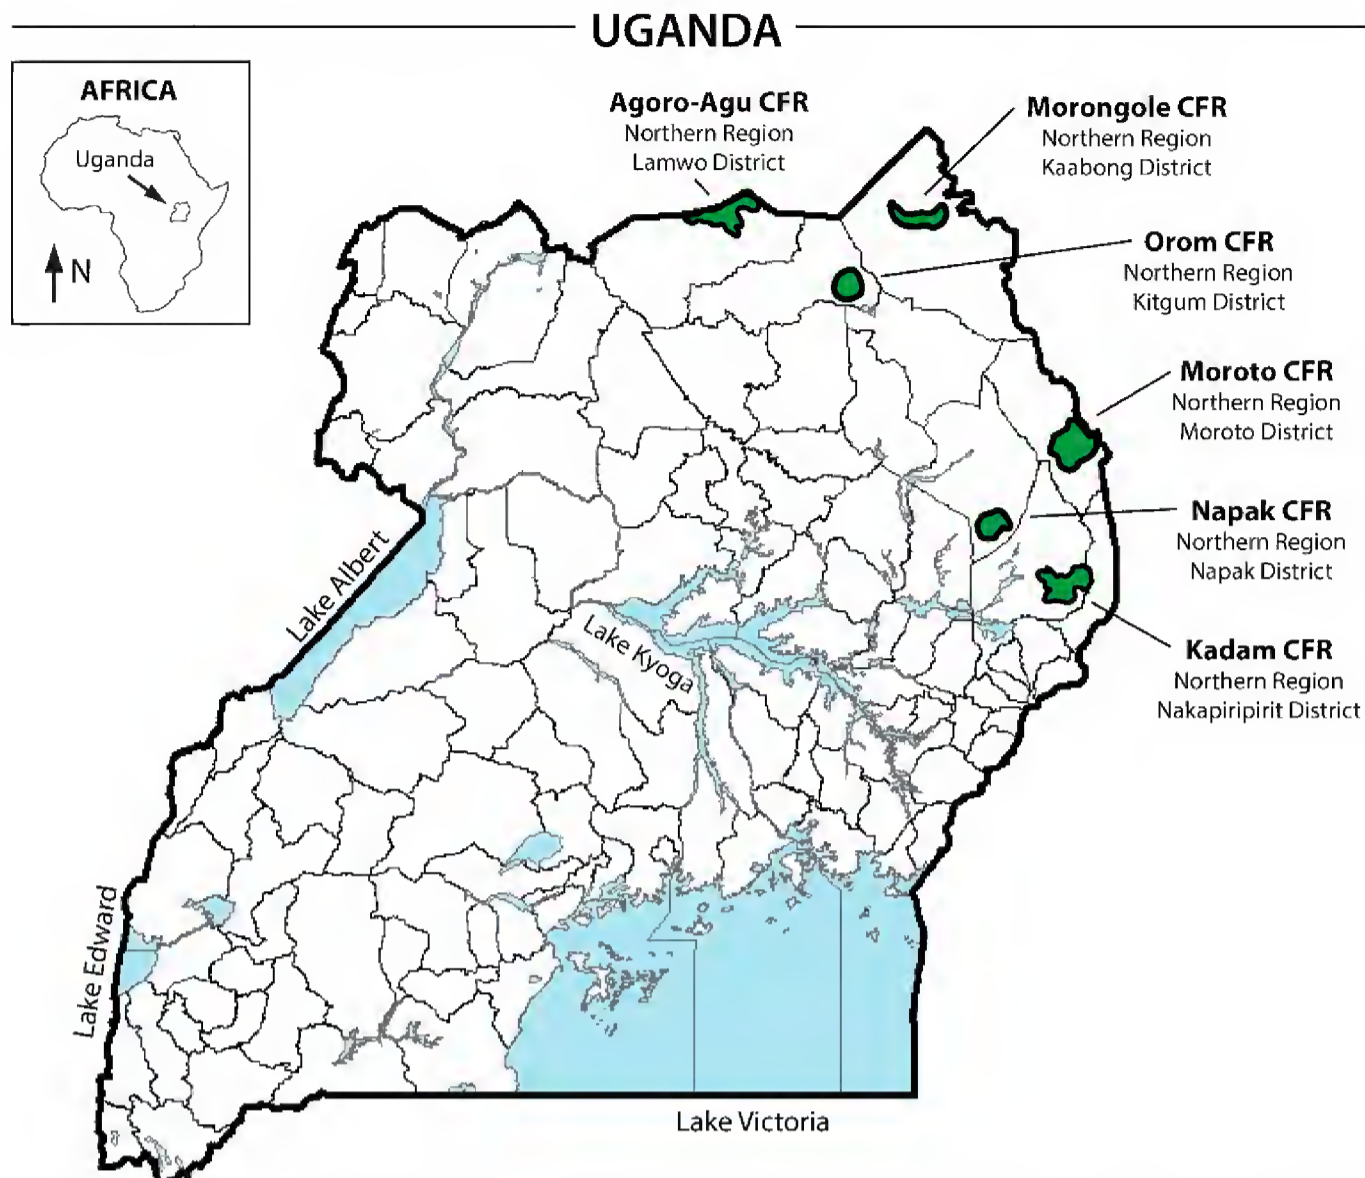 UGANDA
AFRICA
Uganda
N
Agoro-Agu CFR
Northern Region
Lamwo District
Morongole CFR
Northern Region
Kaabong District
Orom CFR
Northern Region
Kitgum District
Moroto CFR
Northern Region
Moroto District
Napak CFR
Northern Region
Napak District
Kadam CFR
Northern Region
Nakapiripirit District
Lake Albert
Lake Kyoga
Lake Edward
Lake Victoria